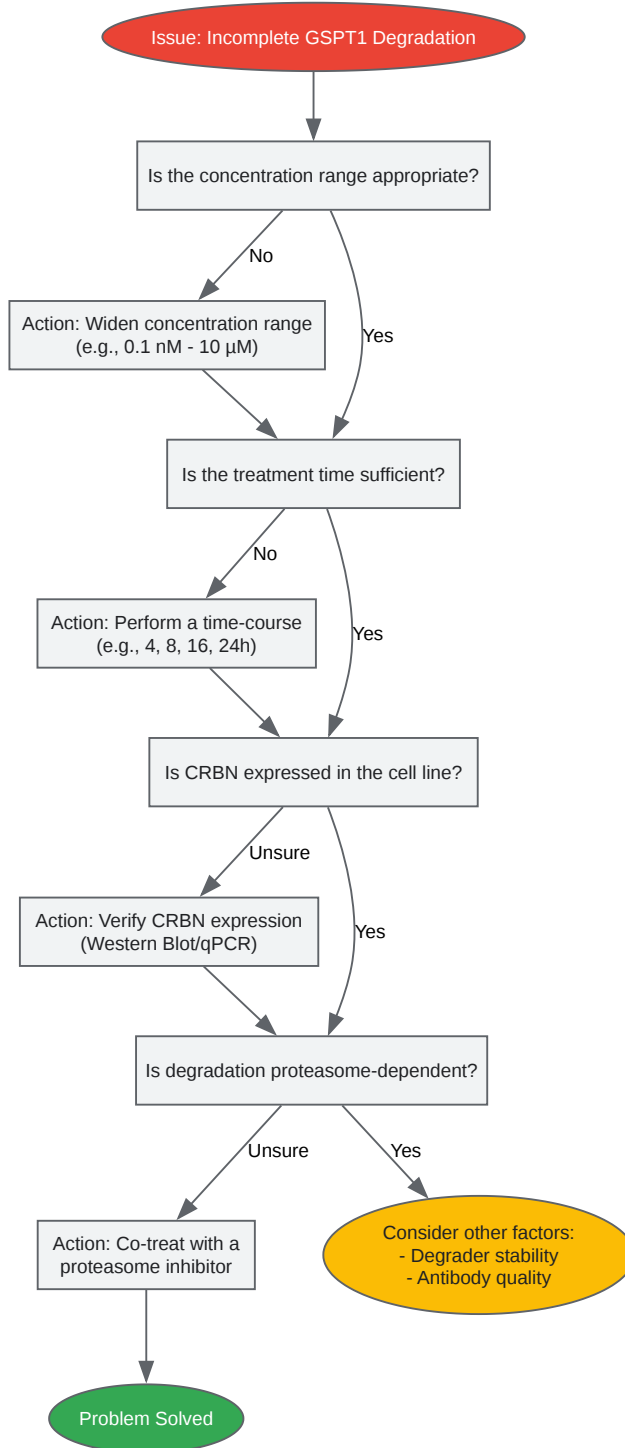 Issue: Incomplete GSPT1 Degradation
Is the concentration range appropriate?
No
Action: Widen concentration range
(e.g., 0.1 nM - 10 µM)
Yes
Is the treatment time sufficient?
No
Action: Perform a time-course
(e.g., 4, 8, 16, 24h)
Yes
Is CRBN expressed in the cell line?
Unsure
Action: Verify CRBN expression
(Western Blot/qPCR)
Yes
Is degradation proteasome-dependent?
Unsure
Yes
Action: Co-treat with a
proteasome inhibitor
Consider other factors:
- Degrader stability
- Antibody quality
Problem Solved